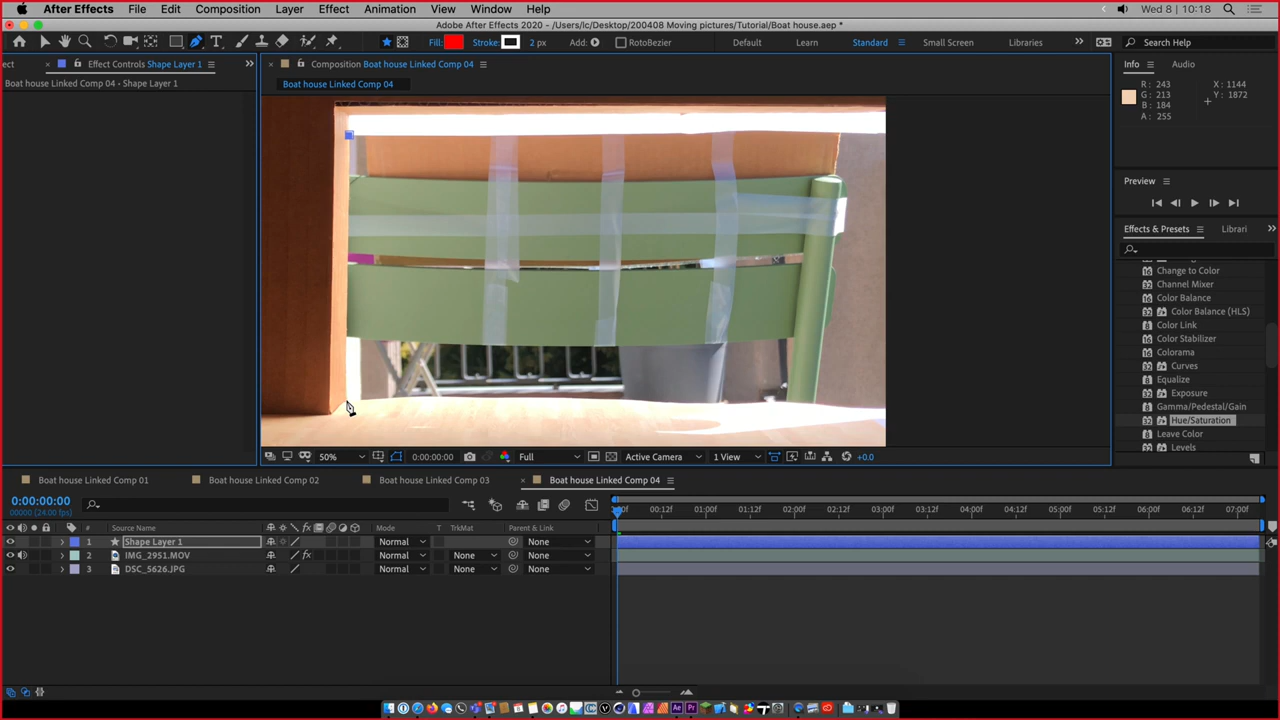 After Effects File Edit Composition Layer Effect Animation View Window Help Wed 8 | 10:18
Adobe After Effects 2020 - /Users/lc/Desktop/200408 Moving pictures/Tutorial/Boat house.aep *
Fill: Stroke: 2 px Add: RotoBezier Default Learn Standard Small Screen Libraries Search Help
ect Effect Controls Shape Layer 1 Composition Boat house Linked Comp 04 Info Audio
Boat house Linked Comp 04 • Shape Layer 1 Boat house Linked Comp 04
R: 243 X: 1144
G: 213 Y: 1872
B: 184
A: 255
Preview
Effects & Presets Librari
Change to Color
Channel Mixer
Color Balance
Color Balance (HLS)
Color Link
Color Stabilizer
Colorama
Curves
Equalize
Exposure
Gamma/Pedestal/Gain
Hue/Saturation
Leave Color
Levels
50% 0:00:00:00 Full Active Camera 1 View +0.0
Boat house Linked Comp 01 Boat house Linked Comp 02 Boat house Linked Comp 03 Boat house Linked Comp 04
0:00:00:00
00000 (24.00 fps)
:00f 00:12f 01:00f 01:12f 02:00f 02:12f 03:00f 03:12f 04:00f 04:12f 05:00f 05:12f 06:00f 06:12f 07:00f
# Source Name Mode T TrkMat Parent & Link
1 Shape Layer 1 Normal None
2 IMG_2951.MOV Normal None None
3 DSC_5626.JPG Normal None None